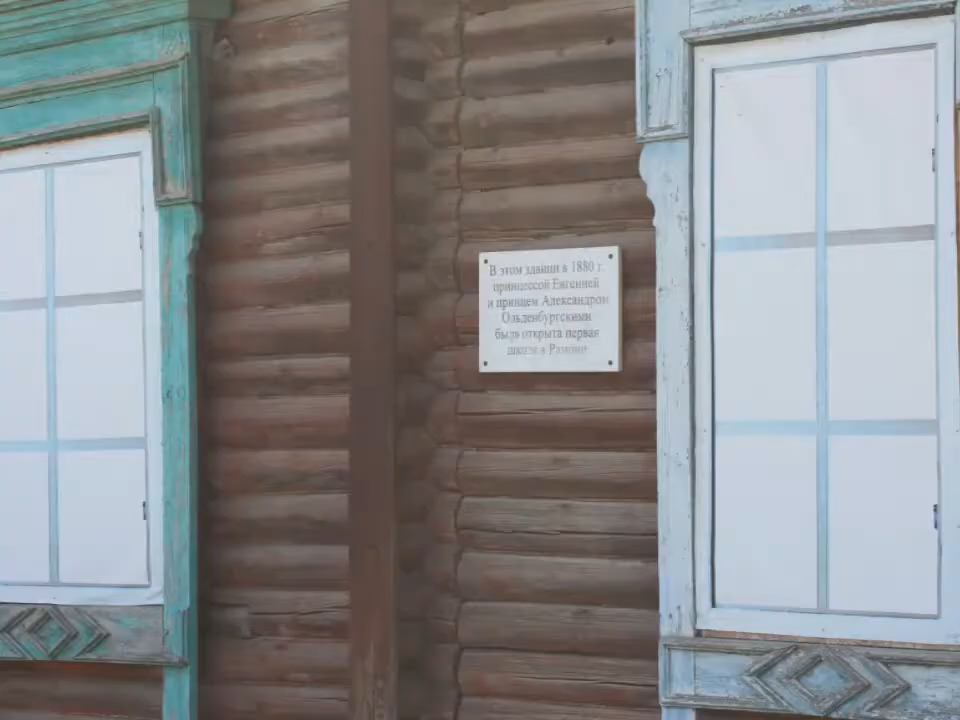 В этом здании в 1880 г.
принцессой Евгенией
и принцем Александром
Ольденбургскими
была открыта первая
школа в Рамони